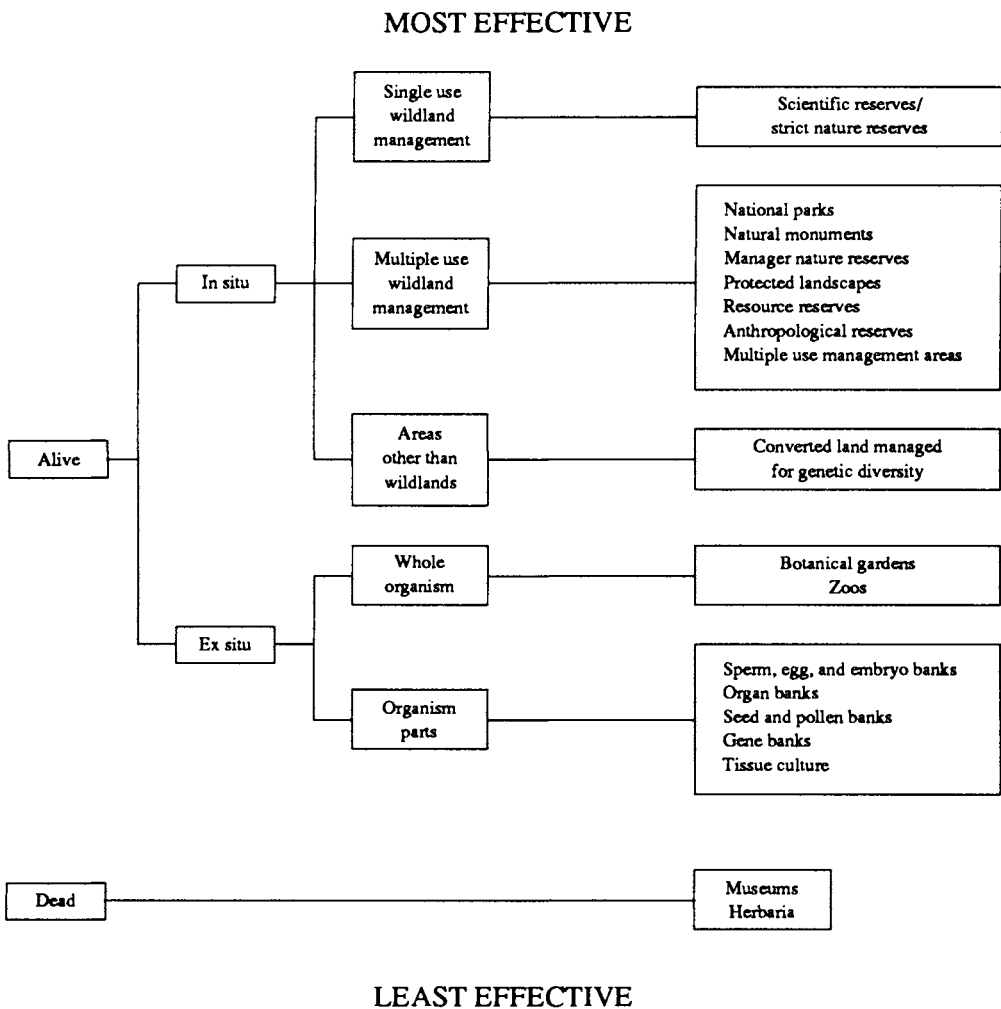 MOST EFFECTIVE
Single use
wildland
management
Scientific reserves/
strict nature reserves
National parks
Natural monuments
Manager nature reserves
Protected landscapes
Resource reserves
Anthropological reserves
Multiple use management areas
In situ
Multiple use
wildland
management
Alive
Areas
other than
wildlands
Converted land managed
for genetic diversity
Whole
organism
Botanical gardens
Zoos
Ex situ
Organism
parts
Sperm, egg, and embryo banks
Organ banks
Seed and pollen banks
Gene banks
Tissue culture
Dead
Museums
Herbaria
LEAST EFFECTIVE